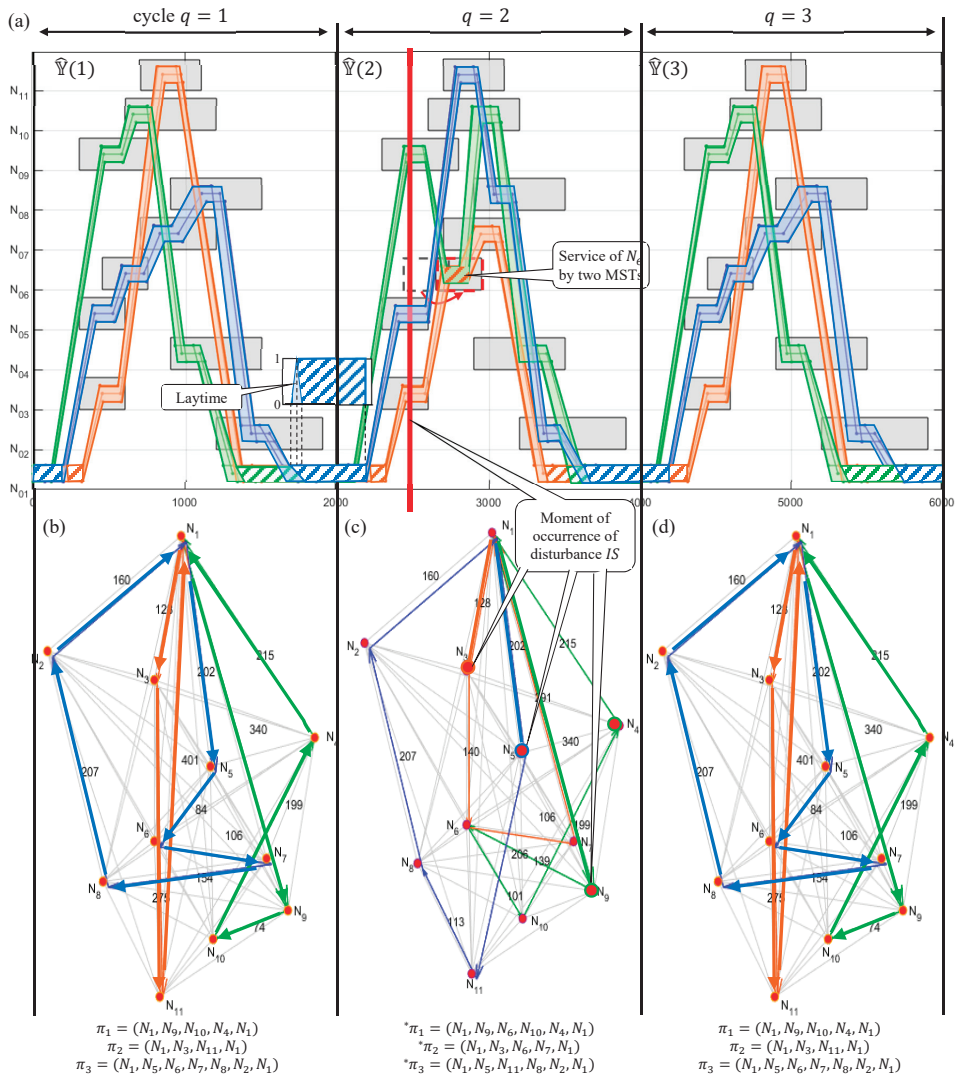 (a)
cycle q = 1
q = 2
q = 3
Ŷ(1)
Ŷ(2)
Ŷ(3)
N11
N10
N09
N08
N07
N06
N05
N04
N03
N02
N01
Service of N6
by two MSTs
Laytime
1
0
0
1000
2000
3000
4000
5000
6000
Moment of
occurrence of
disturbance IS
(b)
N1
160
128
202
215
N2
N3
340
N4
401
N5
207
84
199
N6
106
N7
N8
134
275
N9
74
N10
N11
(c)
N1
160
128
202
215
N2
N3
291
340
N4
140
N5
207
106
199
N6
N7
206
139
N8
101
N9
113
N10
N11
(d)
N1
160
128
202
215
N2
N3
340
N4
401
N5
207
84
199
N6
106
N7
N8
134
275
N9
74
N10
N11
π₁ = (N₁, N₉, N₁₀, N₄, N₁)
π₂ = (N₁, N₃, N₁₁, N₁)
π₃ = (N₁, N₅, N₆, N₇, N₈, N₂, N₁)
*π₁ = (N₁, N₉, N₆, N₁₀, N₄, N₁)
*π₂ = (N₁, N₃, N₆, N₇, N₁)
*π₃ = (N₁, N₅, N₁₁, N₈, N₂, N₁)
π₁ = (N₁, N₉, N₁₀, N₄, N₁)
π₂ = (N₁, N₃, N₁₁, N₁)
π₃ = (N₁, N₅, N₆, N₇, N₈, N₂, N₁)